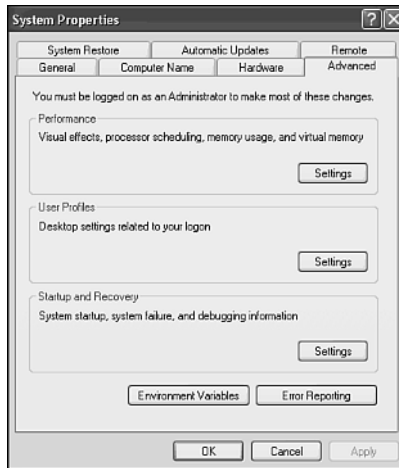 System Properties
System Restore Automatic Updates Remote
General Computer Name Hardware Advanced
You must be logged on as an Administrator to make most of these changes.
Performance
Visual effects, processor scheduling, memory usage, and virtual memory
Settings
User Profiles
Desktop settings related to your logon
Settings
Startup and Recovery
System startup, system failure, and debugging information
Settings
Environment Variables Error Reporting
OK Cancel Apply